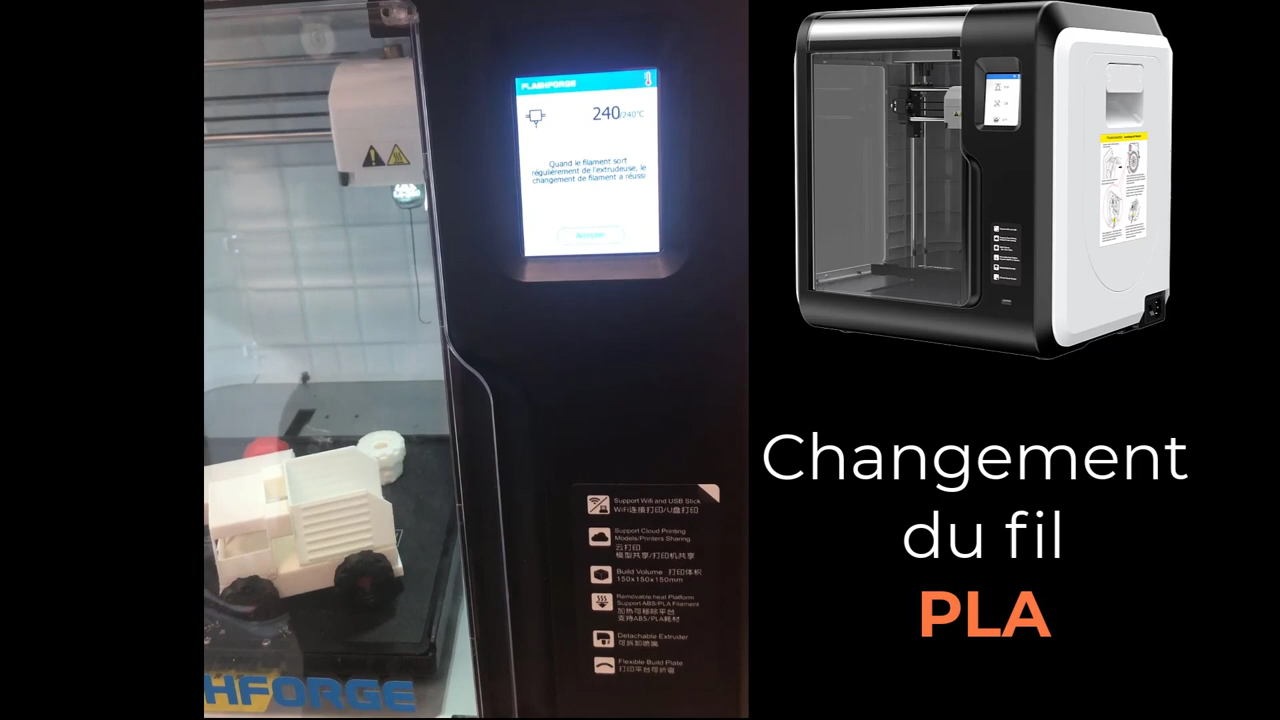 FLASHFORGE
240/240°C
Quand le filament sort
régulièrement de l'extrudeuse, le
changement de filament a réussi
Support Wifi and USB Stick
WiFi连接打印/U盘打印
Support Cloud Printing
Models/Printers Sharing
云打印
模型共享/打印机共享
Build Volume 打印体积
150x150x150mm
Removable heat Platform
Support ABS/PLA Filament
加热可移除平台
支持ABS/PLA耗材
Detachable Extruder
可拆卸喷嘴
Flexible Build Plate
打印平台可折弯
HFORGE
Changement
du fil
PLA